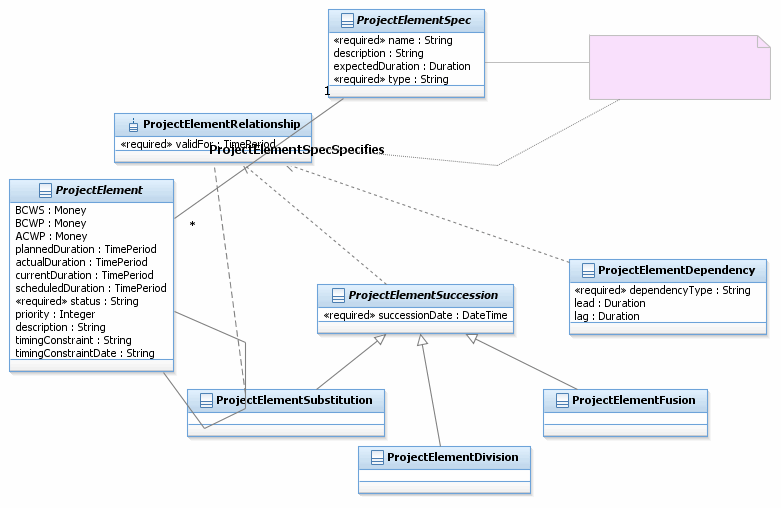 ProjectElementSpec
«required» name : String
description : String
expectedDuration : Duration
«required» type : String
1
ProjectElementRelationship
«required» validFor : TimePeriod
ProjectElementSpecSpecifies
ProjectElement
BCWS : Money
BCWP : Money
ACWP : Money
plannedDuration : TimePeriod
actualDuration : TimePeriod
currentDuration : TimePeriod
scheduledDuration : TimePeriod
«required» status : String
priority : Integer
description : String
timingConstraint : String
timingConstraintDate : String
*
ProjectElementSuccession
«required» successionDate : DateTime
ProjectElementDependency
«required» dependencyType : String
lead : Duration
lag : Duration
ProjectElementSubstitution
ProjectElementFusion
ProjectElementDivision